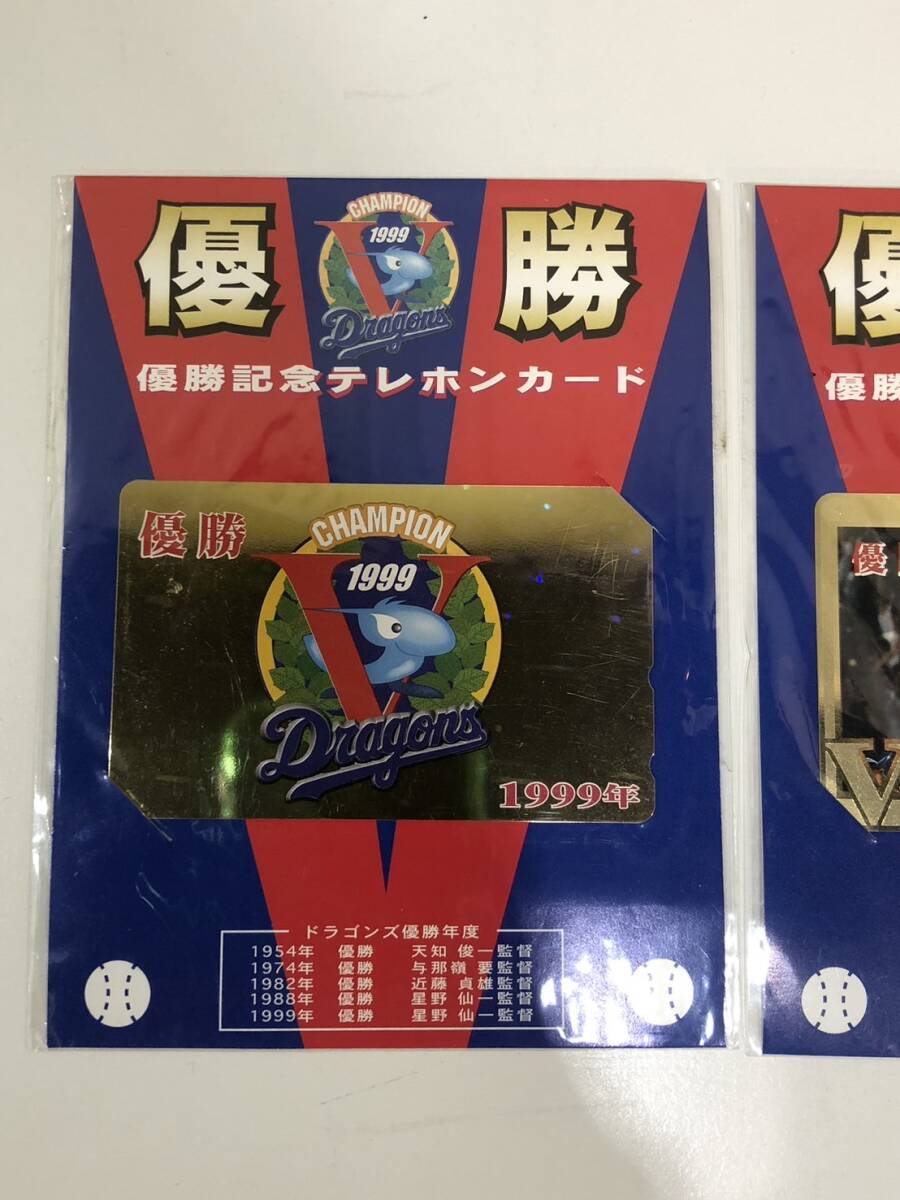 優 勝
CHAMPION
1999
V
Dragons
優勝記念テレホンカード
優勝
CHAMPION
1999
V
Dragons
1999年
ドラゴンズ優勝年度
1954年 優勝 天知 俊一監督
1974年 優勝 与那嶺 要監督
1982年 優勝 近藤 貞雄監督
1988年 優勝 星野 仙一監督
1999年 優勝 星野 仙一監督
優
優勝
優
V